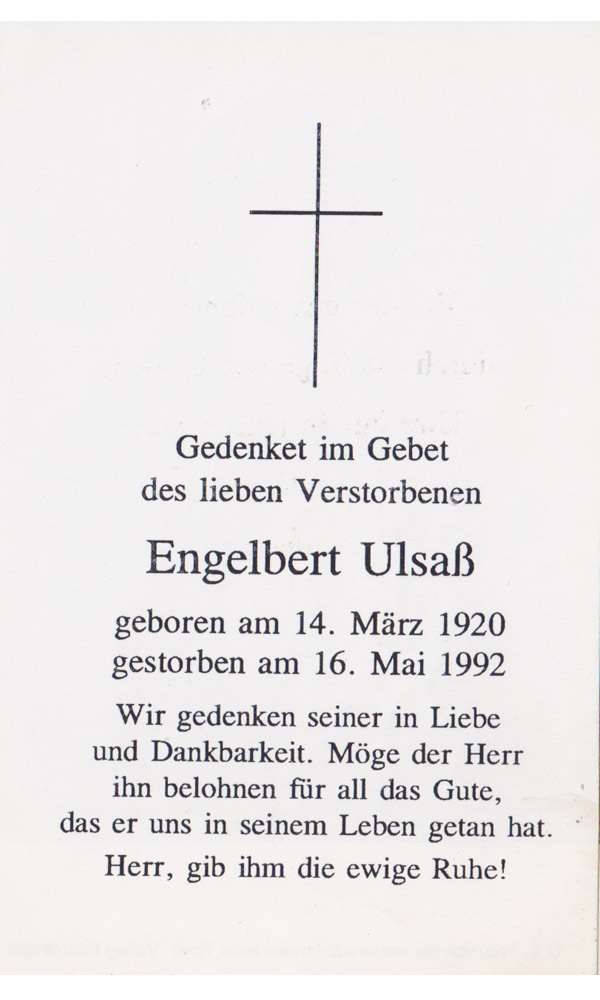 Gedenket im Gebet
des lieben Verstorbenen
Engelbert Ulsaß
geboren am 14. März 1920
gestorben am 16. Mai 1992
Wir gedenken seiner in Liebe
und Dankbarkeit. Möge der Herr
ihn belohnen für all das Gute,
das er uns in seinem Leben getan hat.
Herr, gib ihm die ewige Ruhe!